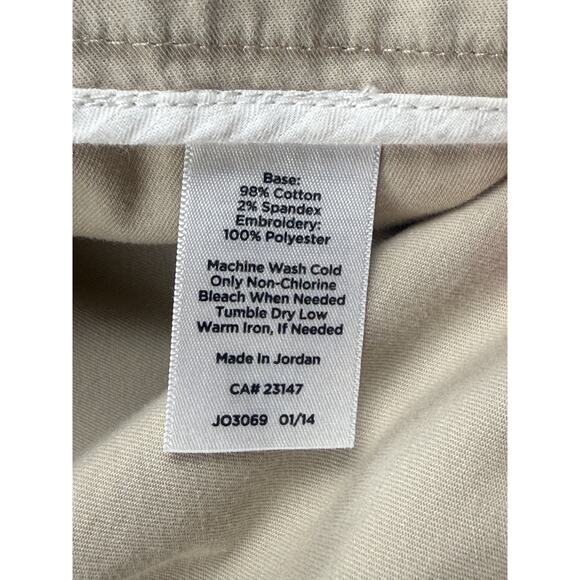 Base:
98% Cotton
2% Spandex
Embroidery:
100% Polyester
Machine Wash Cold
Only Non-Chlorine
Bleach When Needed
Tumble Dry Low
Warm Iron, If Needed
Made In Jordan
CA# 23147
JO3069 01/14